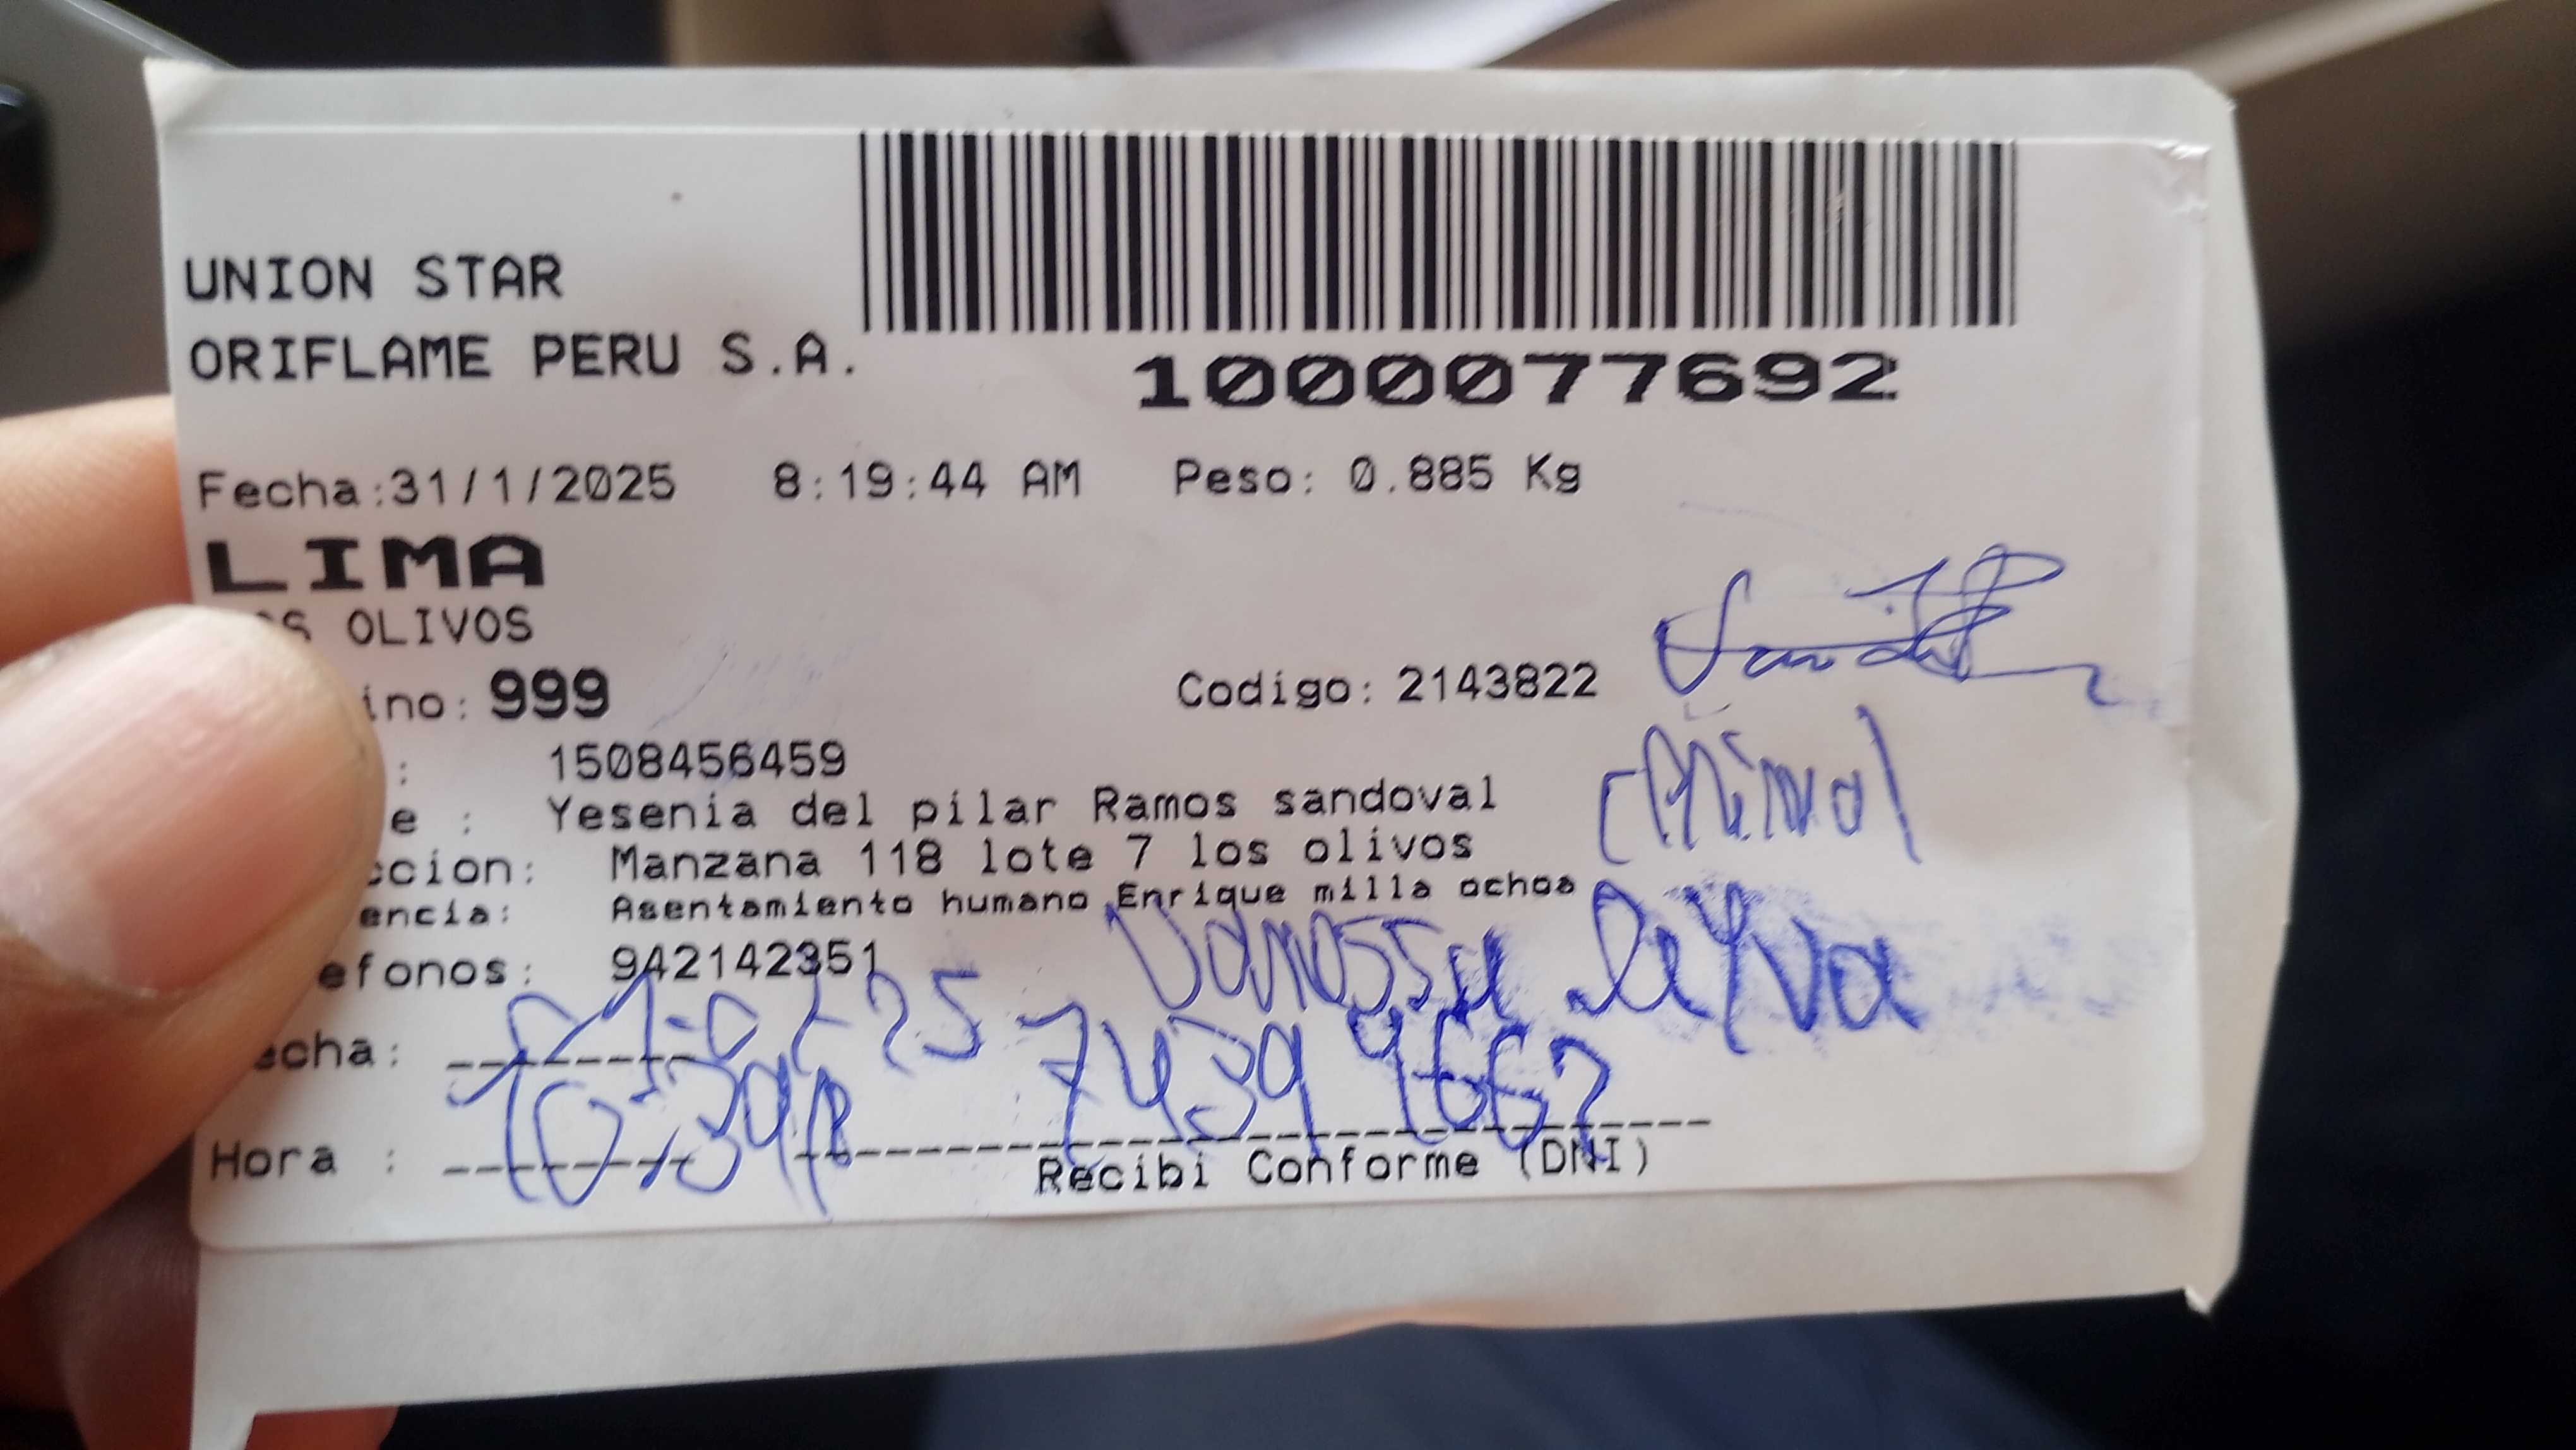 UNION STAR
ORIFLAME PERU S.A.
1000077692
Fecha:31/1/2025 8:19:44 AM Peso: 0.885 Kg
LIMA
OS OLIVOS
ino: 999 Codigo: 2143822
: 1508456459
e : Yesenia del pilar Ramos sandoval
ccion: Manzana 118 lote 7 los olivos
encia: Asentamiento humano Enrique milla ochoa
efonos: 942142351
leyva
echa:
Hora :
Recibi Conforme (DNI)